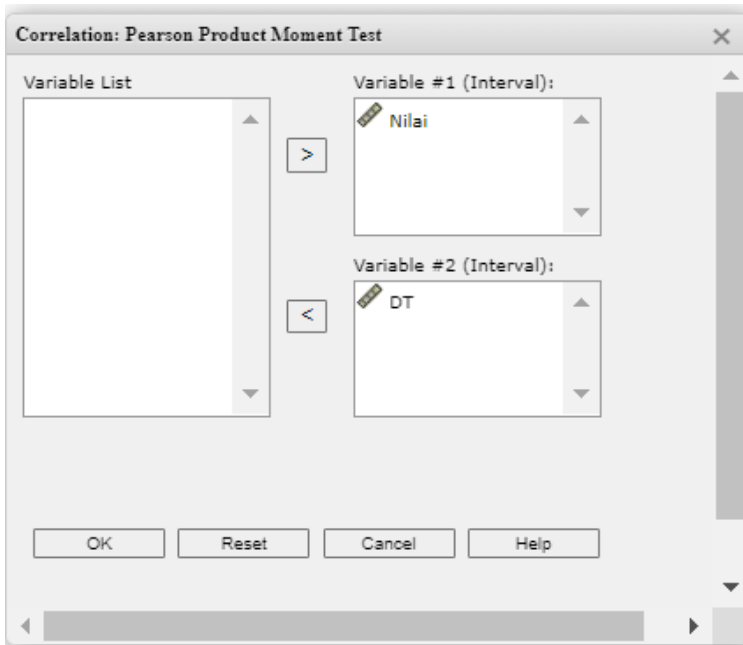 Correlation: Pearson Product Moment Test
Variable List
Variable #1 (Interval):
Nilai
>
Variable #2 (Interval):
<
DT
OK
Reset
Cancel
Help